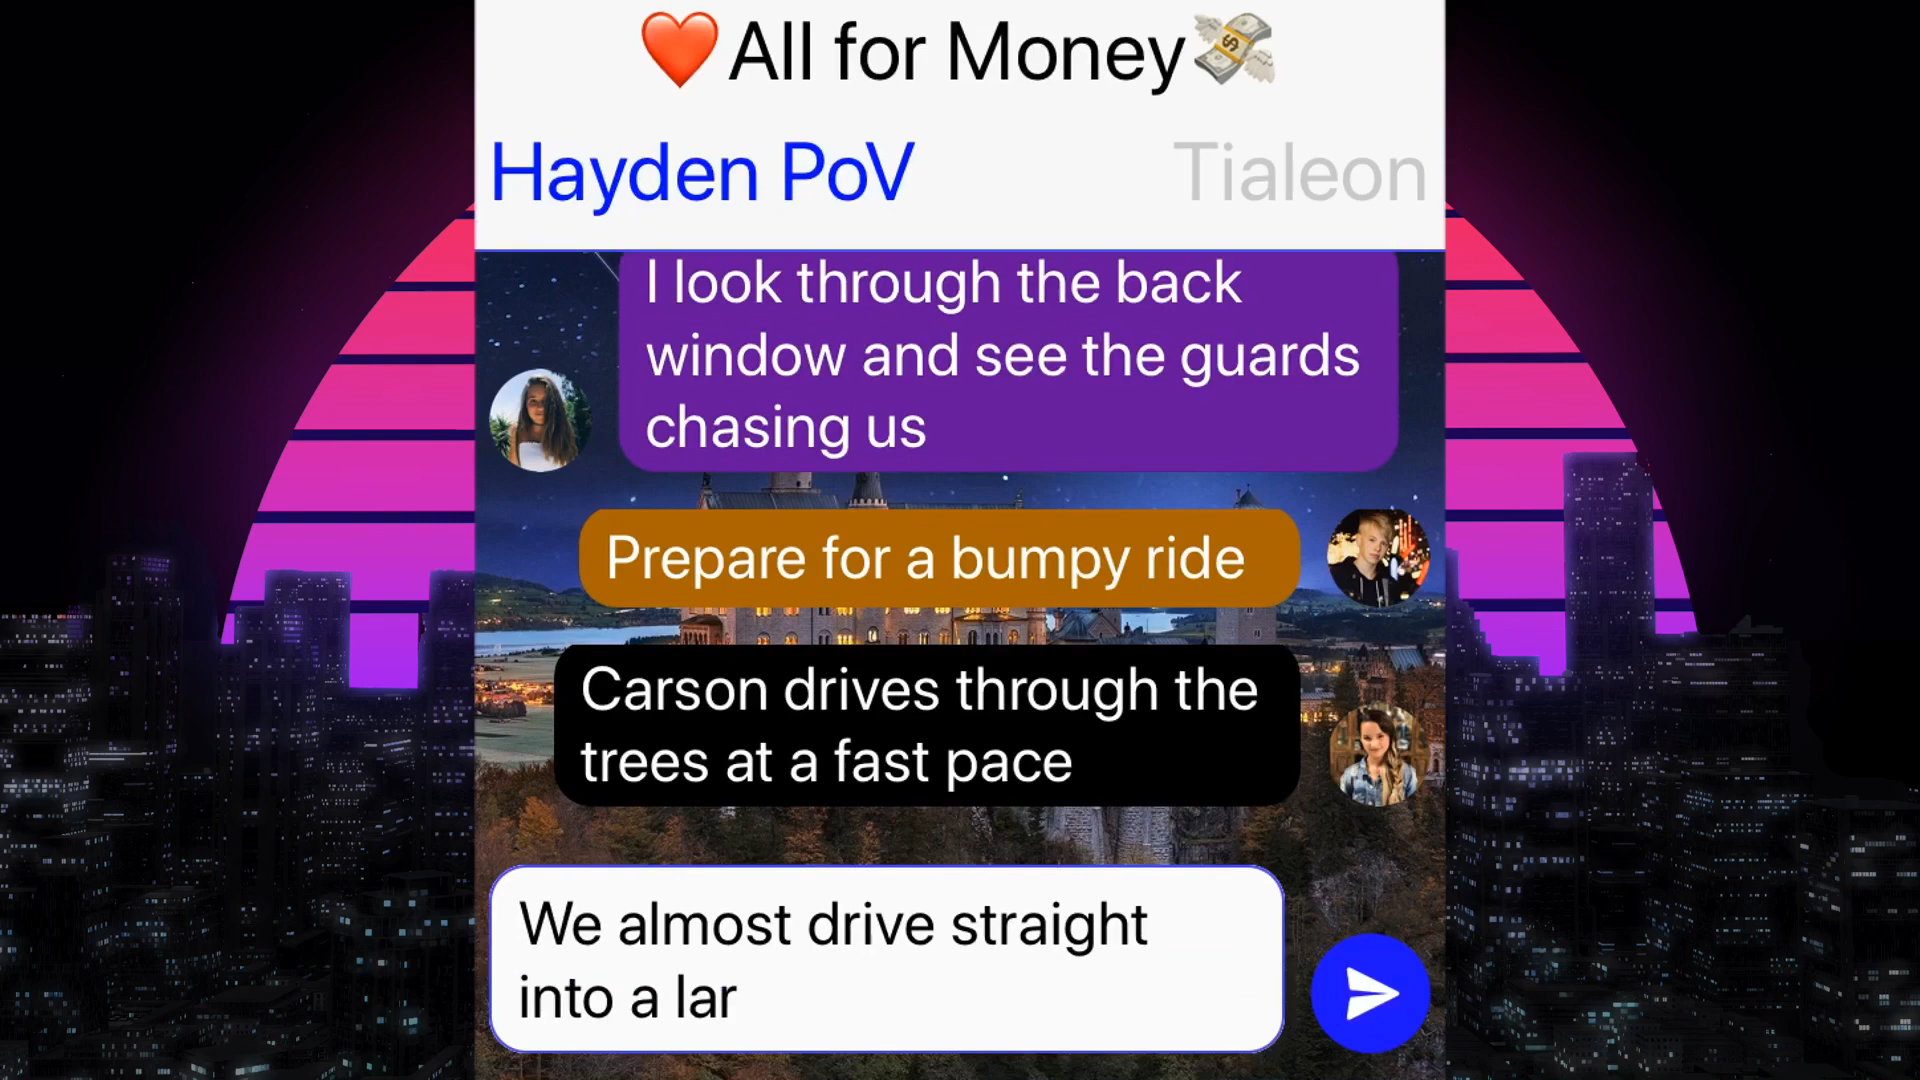 ❤️All for Money💸
Hayden PoV
Tialeon
I look through the back
window and see the guards
chasing us
Prepare for a bumpy ride
Carson drives through the
trees at a fast pace
We almost drive straight
into a lar